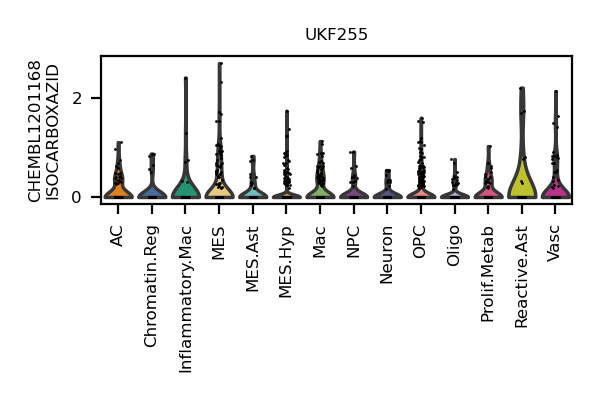 UKF255
CHEMBL1201168
ISOCARBOXAZID
2
0
AC
Chromatin.Reg
Inflammatory.Mac
MES
MES.Ast
MES.Hyp
Mac
NPC
Neuron
OPC
Oligo
Prolif.Metab
Reactive.Ast
Vasc